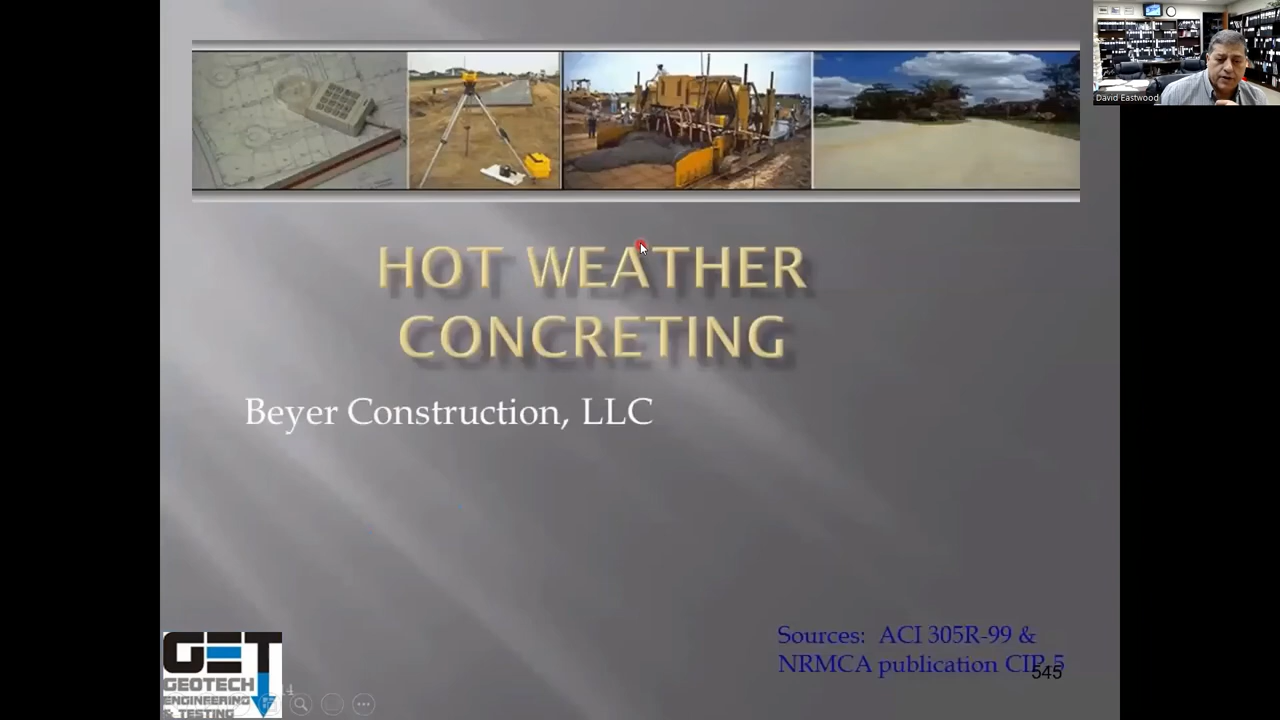 David Eastwood
HOT WEATHER
CONCRETING
Beyer Construction, LLC
Sources: ACI 305R-99 &
NRMCA publication CIP 5
545
GET
GEOTECH
ENGINEERING
& TESTING